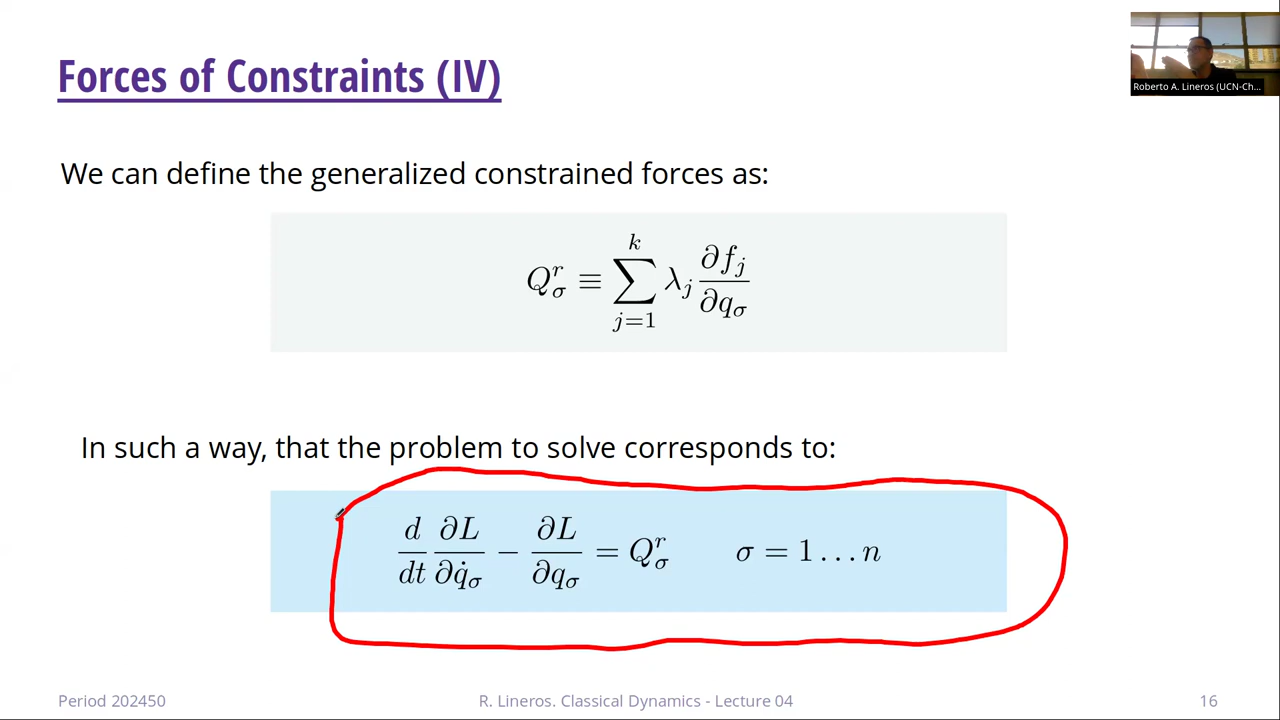 Forces of Constraints (IV)
Roberto A. Lineros (UCN-Ch...
We can define the generalized constrained forces as:
Q^r_σ ≡ ∑_{j=1}^{k} λ_j ∂f_j/∂q_σ
In such a way, that the problem to solve corresponds to:
d/dt ∂L/∂q̇_σ − ∂L/∂q_σ = Q^r_σ σ = 1 … n
Period 202450 R. Lineros. Classical Dynamics - Lecture 04 16